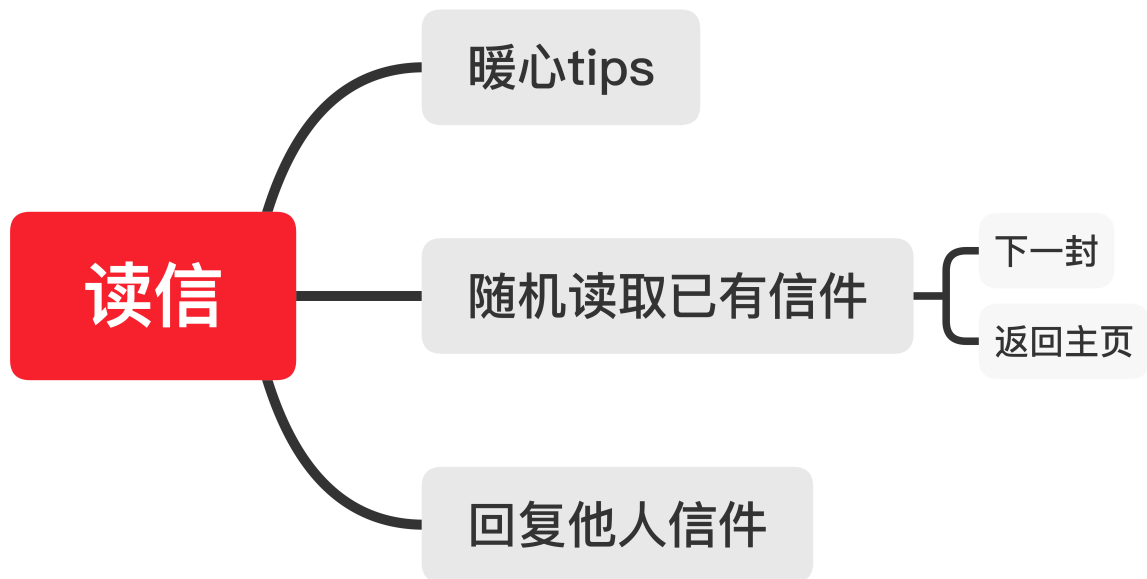 读信
暖心tips
随机读取已有信件
下一封
返回主页
回复他人信件